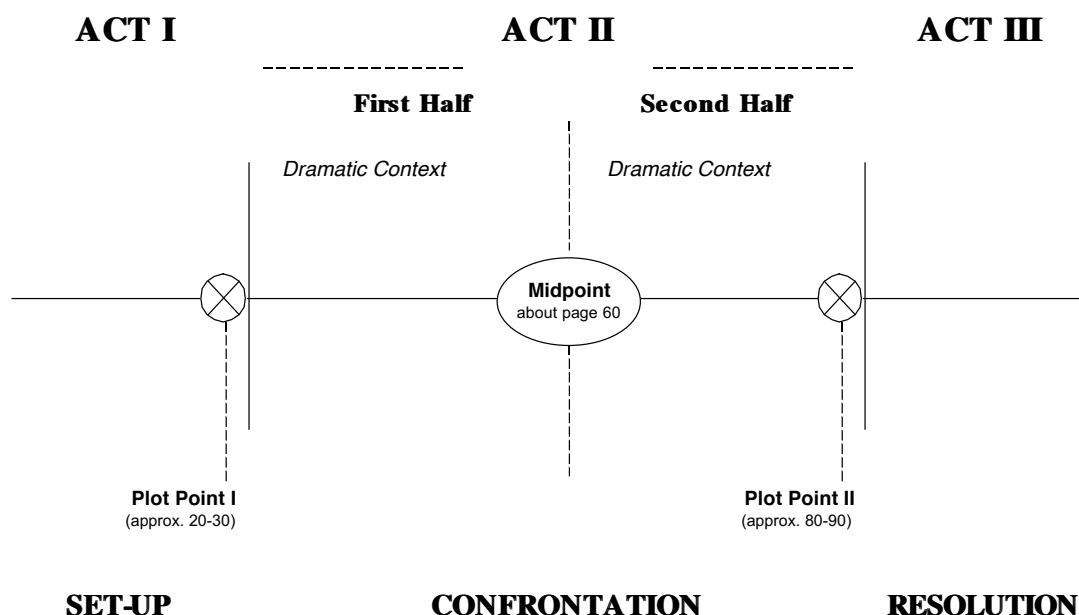 ACT I
ACT II
ACT III
First Half
Second Half
Dramatic Context
Dramatic Context
Midpoint
about page 60
Plot Point I
(approx. 20-30)
Plot Point II
(approx. 80-90)
SET-UP
CONFRONTATION
RESOLUTION